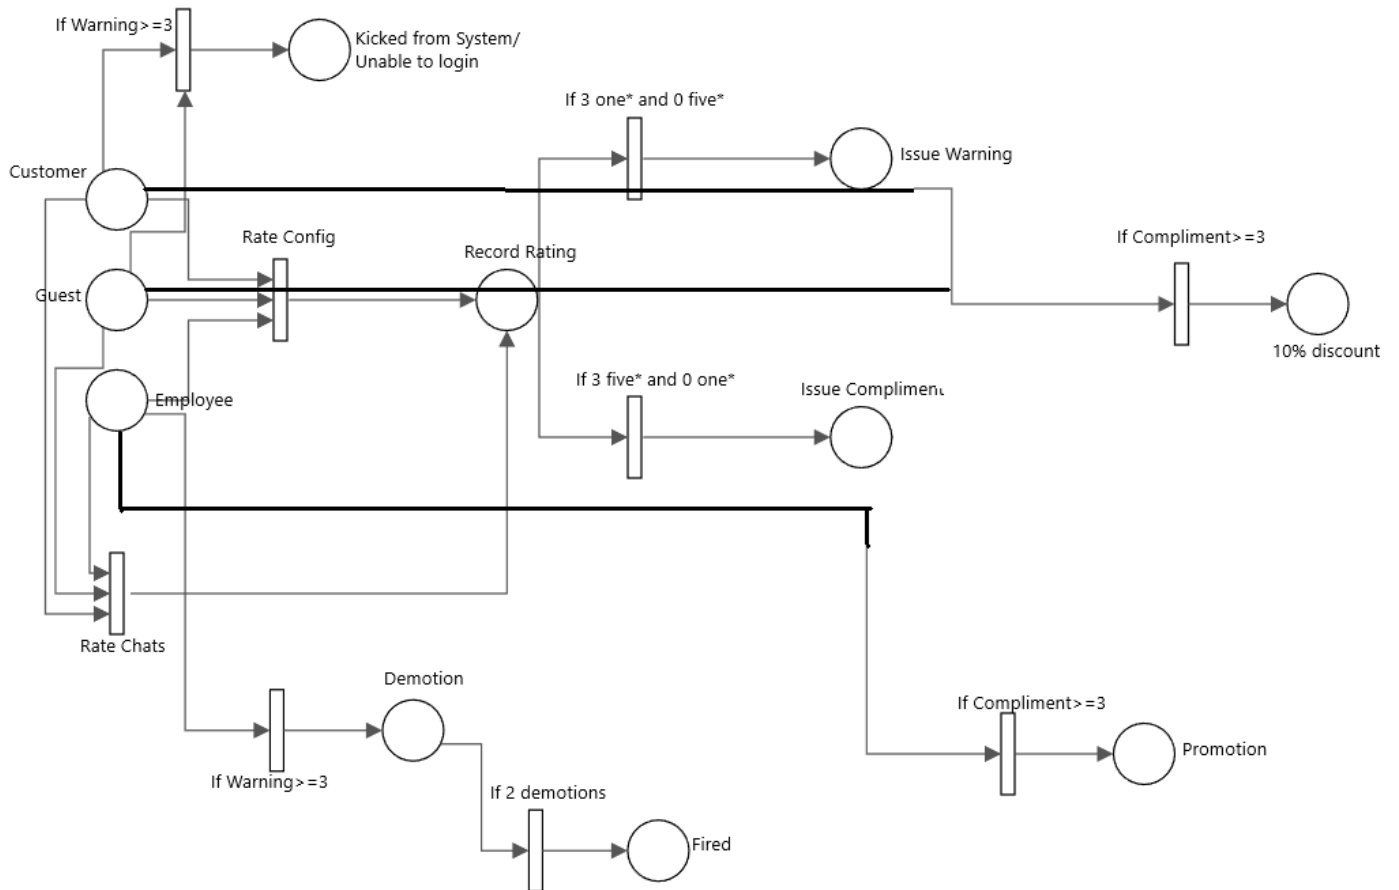 If Warning>=3
Kicked from System/
Unable to login
If 3 one* and 0 five*
Issue Warning
Customer
Rate Config
If Compliment>=3
Record Rating
Guest
10% discount
If 3 five* and 0 one*
Issue Compliment
Employee
Rate Chats
Demotion
If Compliment>=3
Promotion
If Warning>=3
If 2 demotions
Fired